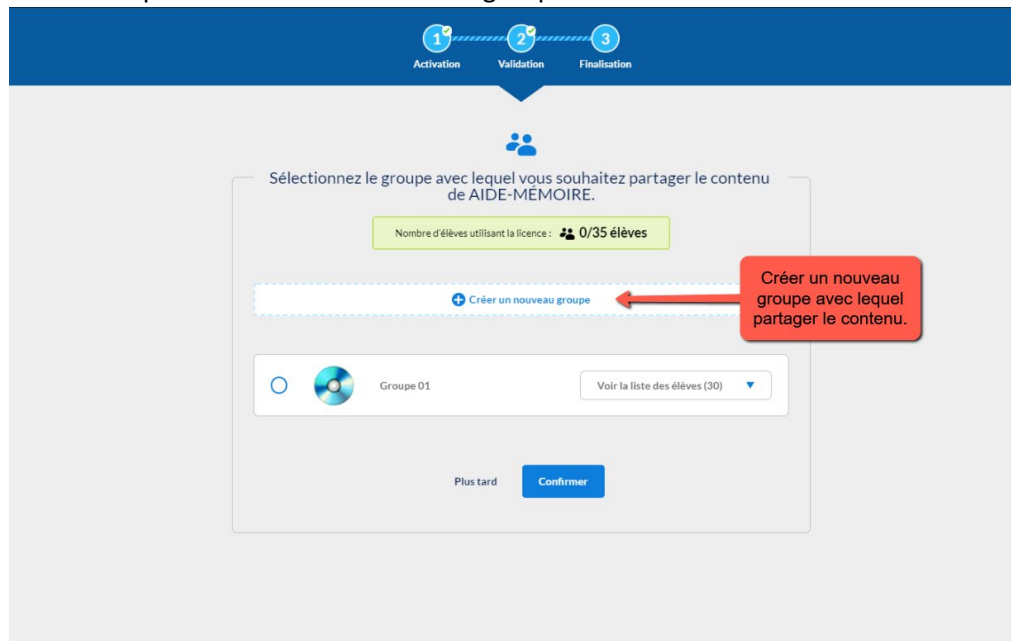 1 2 3
Activation Validation Finalisation
Sélectionnez le groupe avec lequel vous souhaitez partager le contenu
de AIDE-MÉMOIRE.
Nombre d'élèves utilisant la licence : 0/35 élèves
Créer un nouveau groupe
Créer un nouveau
groupe avec lequel
partager le contenu.
Groupe 01 Voir la liste des élèves (30)
Plus tard Confirmer